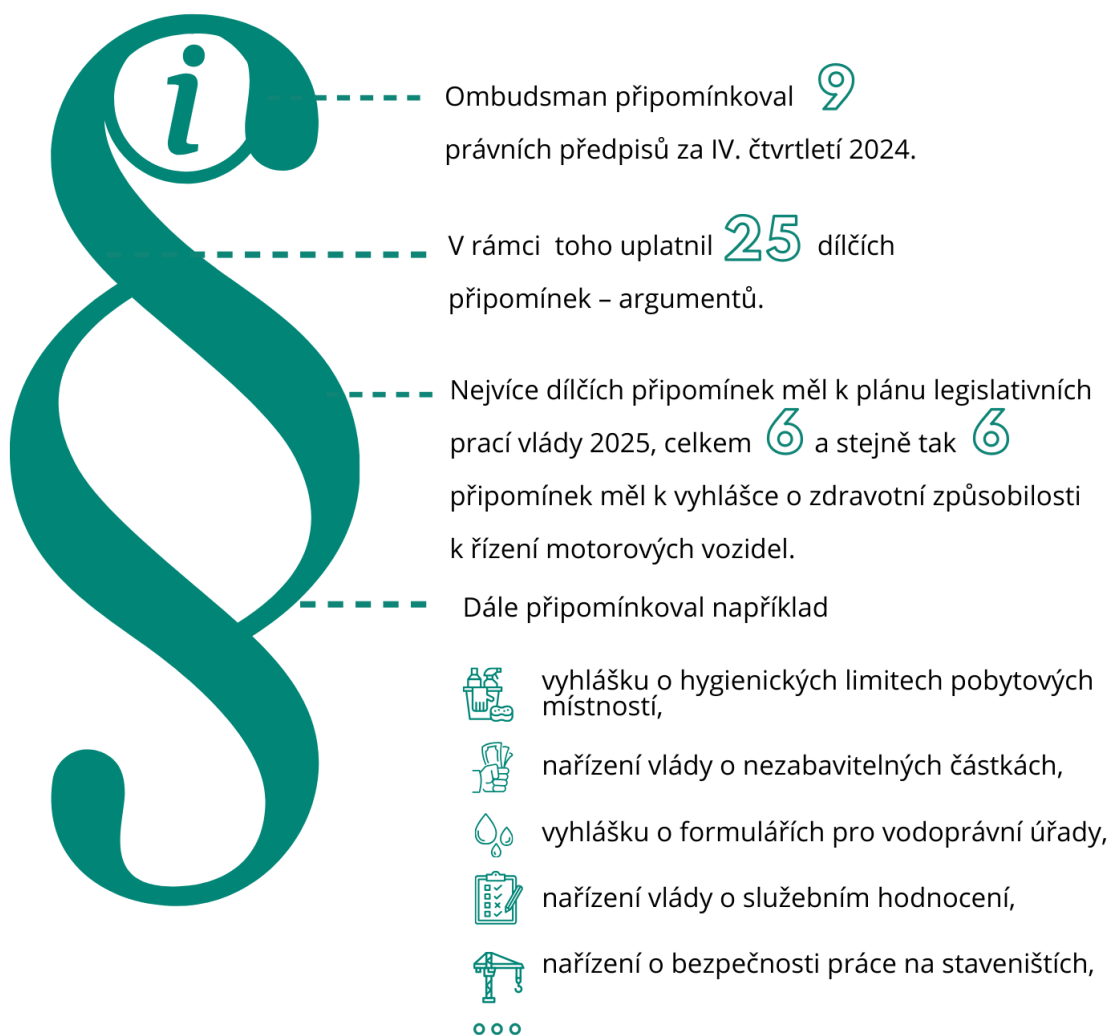 i
Ombudsman připomínkoval 9
právních předpisů za IV. čtvrtletí 2024.
V rámci toho uplatnil 25 dílčích
připomínek – argumentů.
Nejvíce dílčích připomínek měl k plánu legislativních
prací vlády 2025, celkem 6 a stejně tak 6
připomínek měl k vyhlášce o zdravotní způsobilosti
k řízení motorových vozidel.
Dále připomínkoval například
vyhlášku o hygienických limitech pobytových
místností,
nařízení vlády o nezabavitelných částkách,
vyhlášku o formulářích pro vodoprávní úřady,
nařízení vlády o služebním hodnocení,
nařízení o bezpečnosti práce na staveništích,